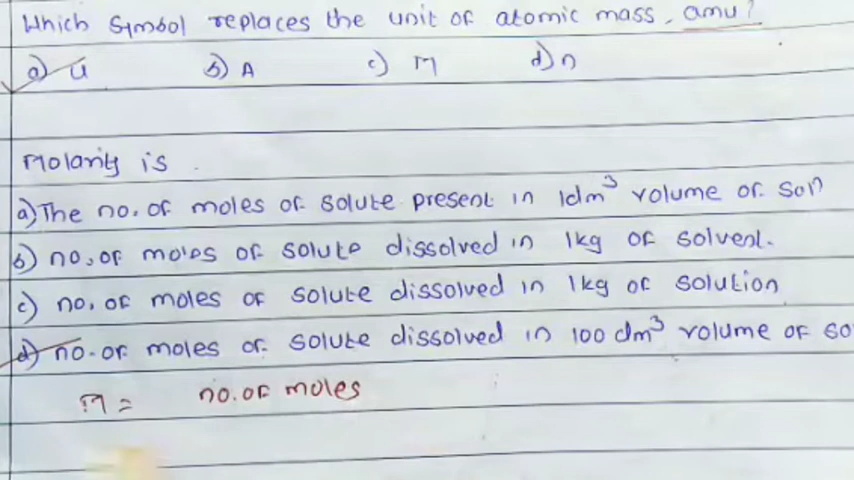 Which symbol replaces the unit of atomic mass, amu?
a) u b) A c) M d) n
Molarity is
a) The no. of moles of solute present in 1dm³ volume of soln
b) no. of moles of solute dissolved in 1kg of solvent.
c) no. of moles of solute dissolved in 1kg of solution
d) no. of moles of solute dissolved in 100 dm³ volume of so
M = no. of moles